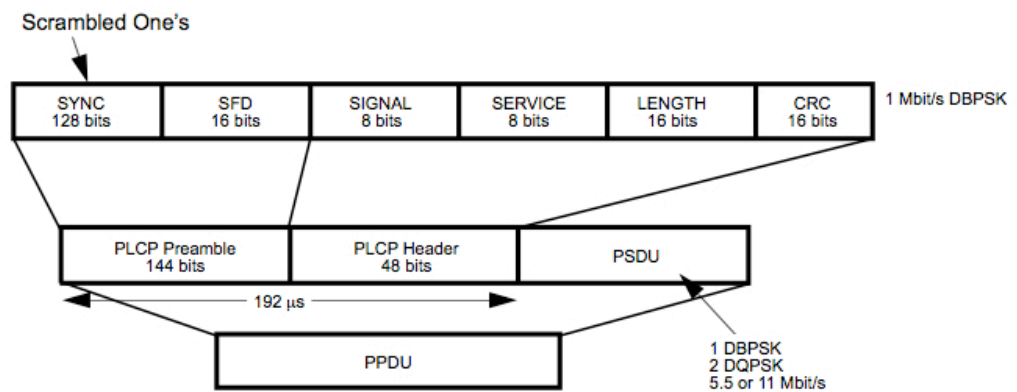 Scrambled One's
SYNC
128 bits
SFD
16 bits
SIGNAL
8 bits
SERVICE
8 bits
LENGTH
16 bits
CRC
16 bits
1 Mbit/s DBPSK
PLCP Preamble
144 bits
PLCP Header
48 bits
PSDU
192 μs
PPDU
1 DBPSK
2 DQPSK
5.5 or 11 Mbit/s